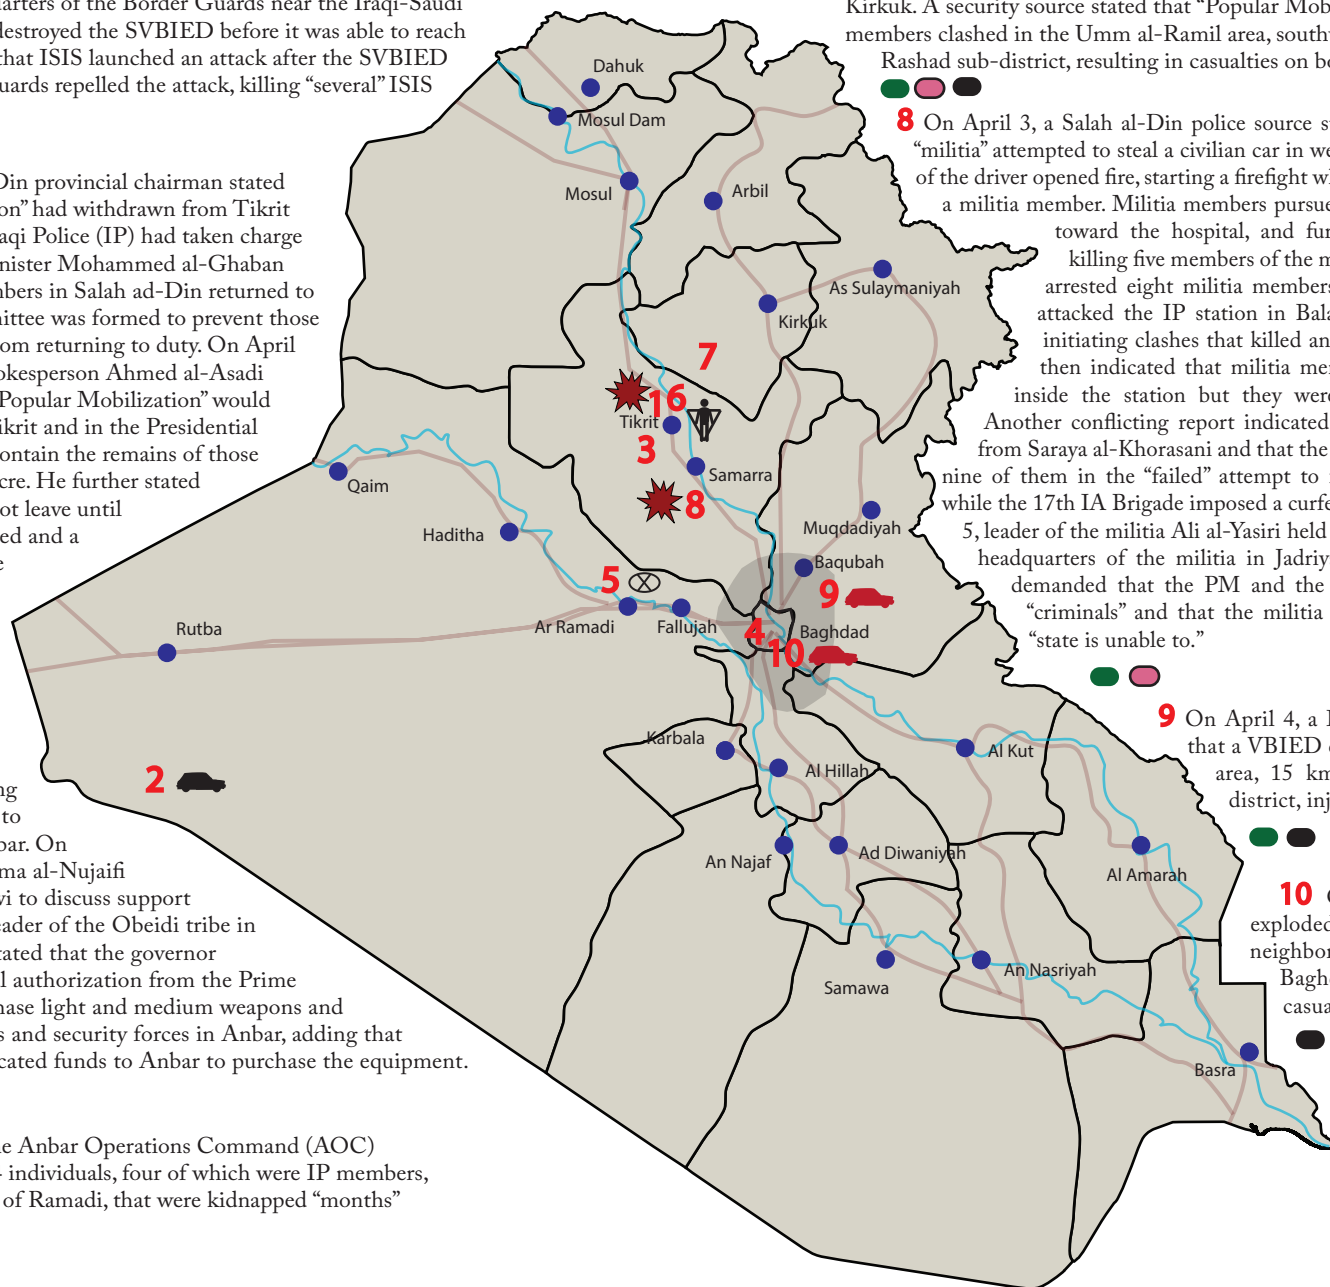 uarters of the Border Guards near the Iraqi-Saudi
destroyed the SVBIED before it was able to reach
that ISIS launched an attack after the SVBIED
uards repelled the attack, killing “several” ISIS
Din provincial chairman stated
on” had withdrawn from Tikrit
aqi Police (IP) had taken charge
nister Mohammed al-Ghaban
mbers in Salah ad-Din returned to
mittee was formed to prevent those
om returning to duty. On April
okesperson Ahmed al-Asadi
“Popular Mobilization” would
ikrit and in the Presidential
ontain the remains of those
cre. He further stated
ot leave until
ed and a
e
ng
to
bar. On
ma al-Nujaifi
wi to discuss support
eader of the Obeidi tribe in
tated that the governor
l authorization from the Prime
hase light and medium weapons and
s and security forces in Anbar, adding that
cated funds to Anbar to purchase the equipment.
he Anbar Operations Command (AOC)
individuals, four of which were IP members,
of Ramadi, that were kidnapped “months”
Dahuk
Mosul Dam
Mosul
Arbil
As Sulaymaniyah
Kirkuk
7
16
Tikrit
3
Samarra
8
Qaim
Haditha
Muqdadiyah
Baqubah
5
9
Ar Ramadi
Fallujah
4
Baghdad
10
Rutba
2
Karbala
Al Hillah
Al Kut
An Najaf
Ad Diwaniyah
Al Amarah
Samawa
An Nasriyah
Basra
Kirkuk. A security source stated that “Popular Mob
members clashed in the Umm al-Ramil area, south
Rashad sub-district, resulting in casualties on bo
8 On April 3, a Salah al-Din police source s
“militia” attempted to steal a civilian car in we
of the driver opened fire, starting a firefight w
a militia member. Militia members pursue
toward the hospital, and fur
killing five members of the m
arrested eight militia members
attacked the IP station in Bala
initiating clashes that killed an
then indicated that militia me
inside the station but they were
Another conflicting report indicated
from Saraya al-Khorasani and that the
nine of them in the “failed” attempt to
while the 17th IA Brigade imposed a curfe
5, leader of the militia Ali al-Yasiri held
headquarters of the militia in Jadriy
demanded that the PM and the
“criminals” and that the militia
“state is unable to.”
9 On April 4, a
that a VBIED
area, 15 km
district, inj
10
exploded
neighbor
Bagh
casua